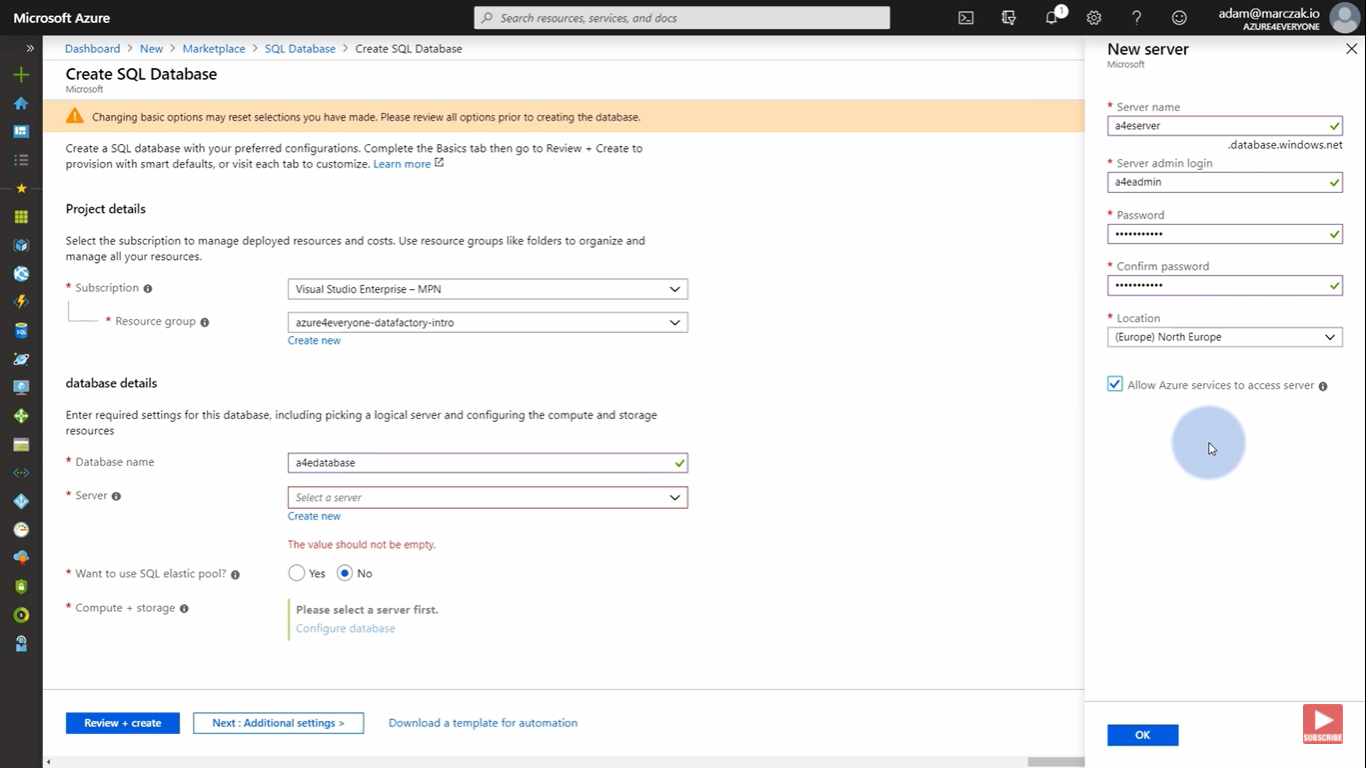 Microsoft Azure
Search resources, services, and docs
1
adam@marczak.io
AZURE4EVERYONE
Dashboard > New > Marketplace > SQL Database > Create SQL Database
Create SQL Database
Microsoft
Changing basic options may reset selections you have made. Please review all options prior to creating the database.
Create a SQL database with your preferred configurations. Complete the Basics tab then go to Review + Create to
provision with smart defaults, or visit each tab to customize. Learn more
Project details
Select the subscription to manage deployed resources and costs. Use resource groups like folders to organize and
manage all your resources.
* Subscription
Visual Studio Enterprise – MPN
* Resource group
azure4everyone-datafactory-intro
Create new
database details
Enter required settings for this database, including picking a logical server and configuring the compute and storage
resources
* Database name
a4edatabase
* Server
Select a server
Create new
The value should not be empty.
* Want to use SQL elastic pool?
Yes
No
* Compute + storage
Please select a server first.
Configure database
Review + create
Next : Additional settings >
Download a template for automation
New server
Microsoft
* Server name
a4eserver
.database.windows.net
* Server admin login
a4eadmin
* Password
•••••••••••
* Confirm password
•••••••••••
* Location
(Europe) North Europe
Allow Azure services to access server
OK
SUBSCRIBE
SQL